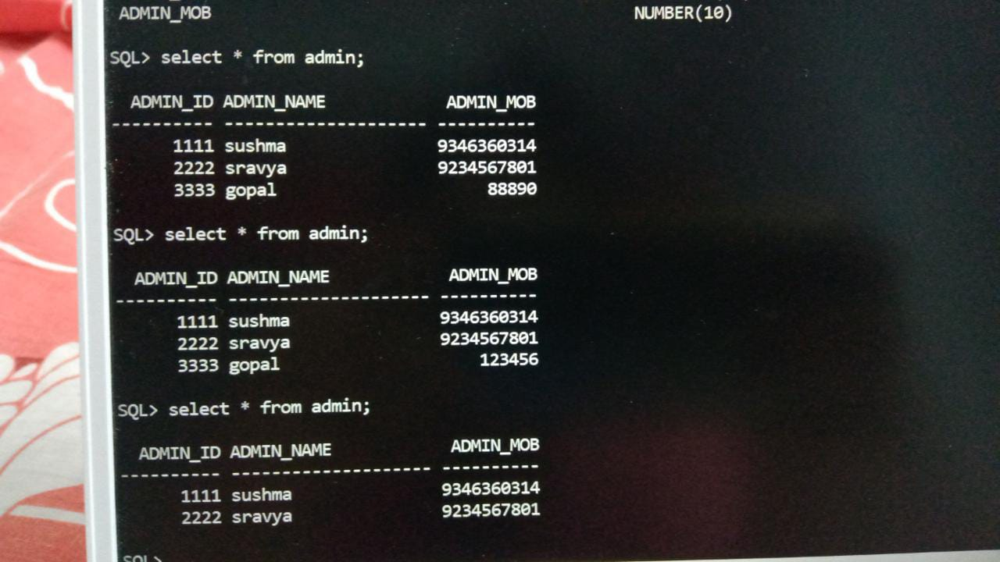 ADMIN_MOB NUMBER(10)
SQL> select * from admin;
ADMIN_ID ADMIN_NAME ADMIN_MOB
---------- -------------------- ----------
1111 sushma 9346360314
2222 sravya 9234567801
3333 gopal 88890
SQL> select * from admin;
ADMIN_ID ADMIN_NAME ADMIN_MOB
---------- -------------------- ----------
1111 sushma 9346360314
2222 sravya 9234567801
3333 gopal 123456
SQL> select * from admin;
ADMIN_ID ADMIN_NAME ADMIN_MOB
---------- -------------------- ----------
1111 sushma 9346360314
2222 sravya 9234567801
SQL>